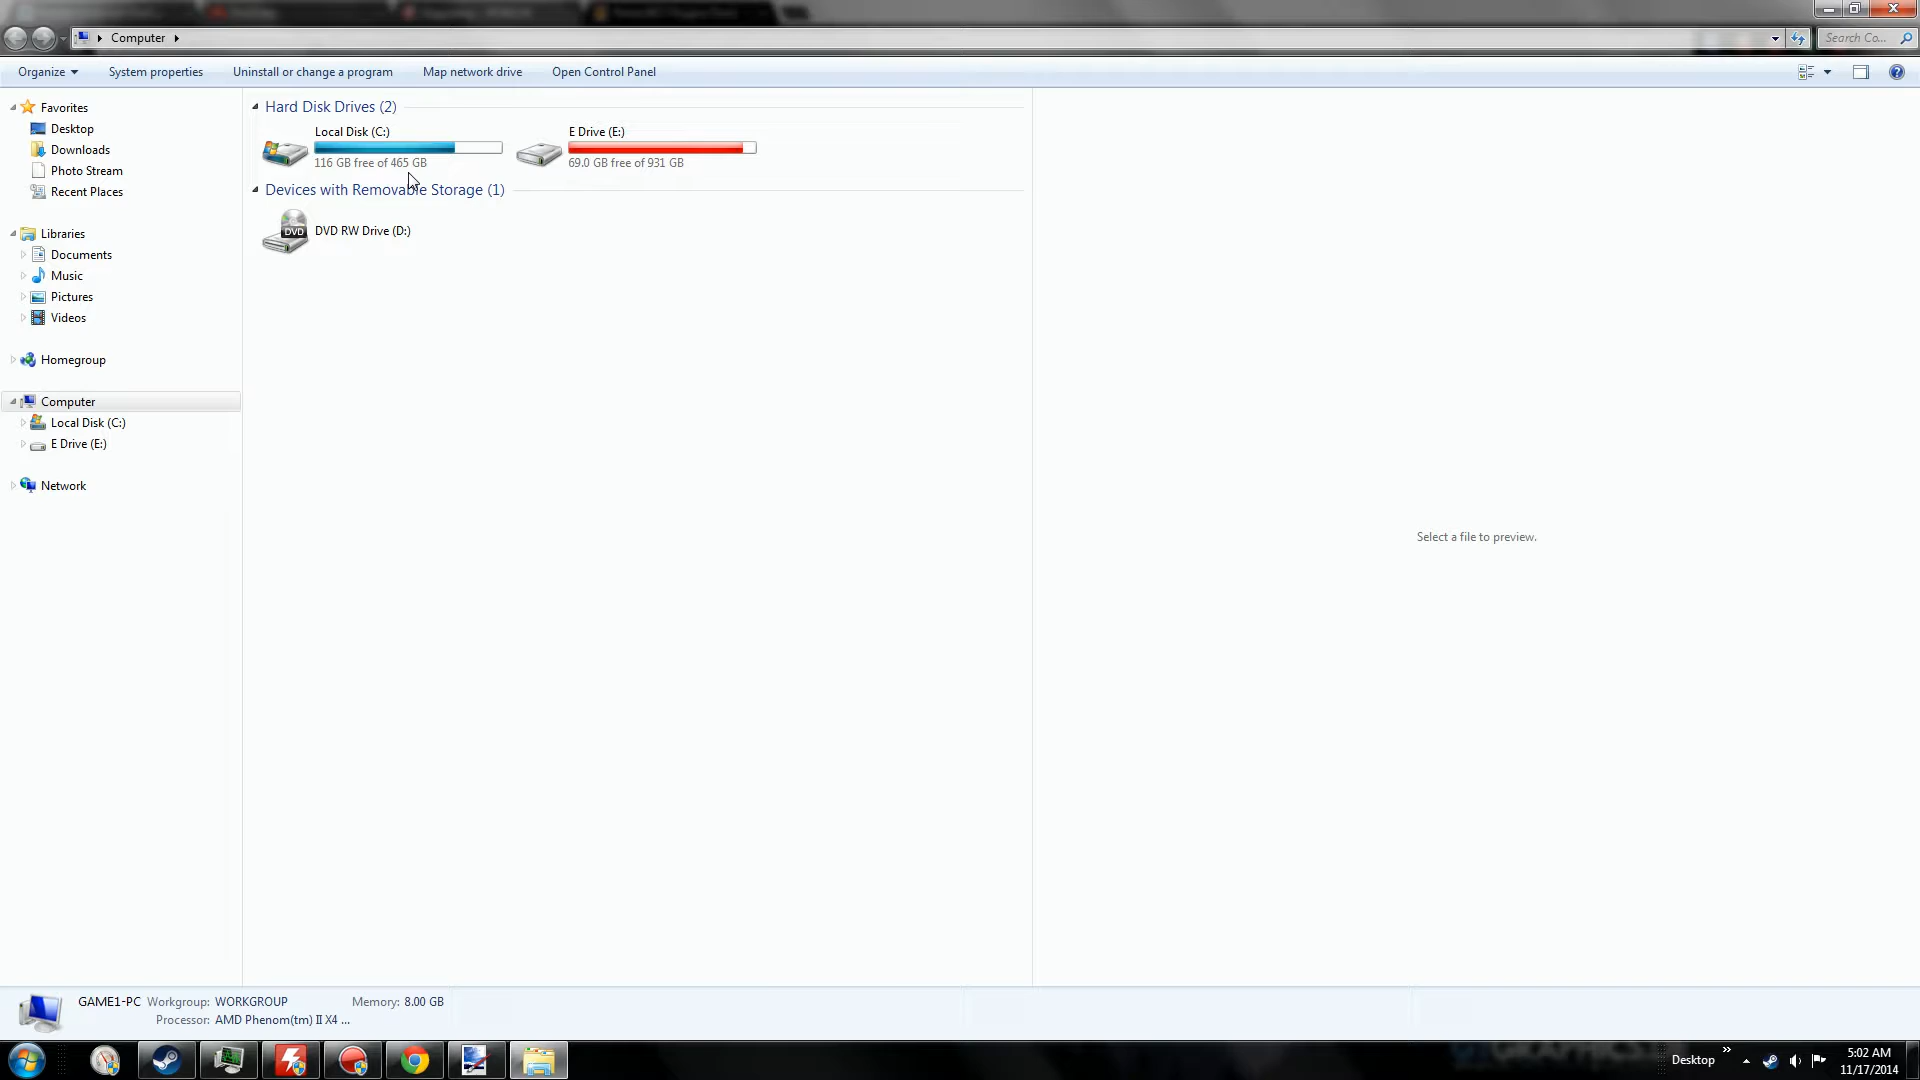 Computer
Search Co...
Organize System properties Uninstall or change a program Map network drive Open Control Panel
Favorites
Desktop
Downloads
Photo Stream
Recent Places
Libraries
Documents
Music
Pictures
Videos
Homegroup
Computer
Local Disk (C:)
E Drive (E:)
Network
Hard Disk Drives (2)
Local Disk (C:)
116 GB free of 465 GB
E Drive (E:)
69.0 GB free of 931 GB
Devices with Removable Storage (1)
DVD
DVD RW Drive (D:)
Select a file to preview.
GAME1-PC Workgroup: WORKGROUP Memory: 8.00 GB
Processor: AMD Phenom(tm) II X4 ...
Desktop
5:02 AM
11/17/2014